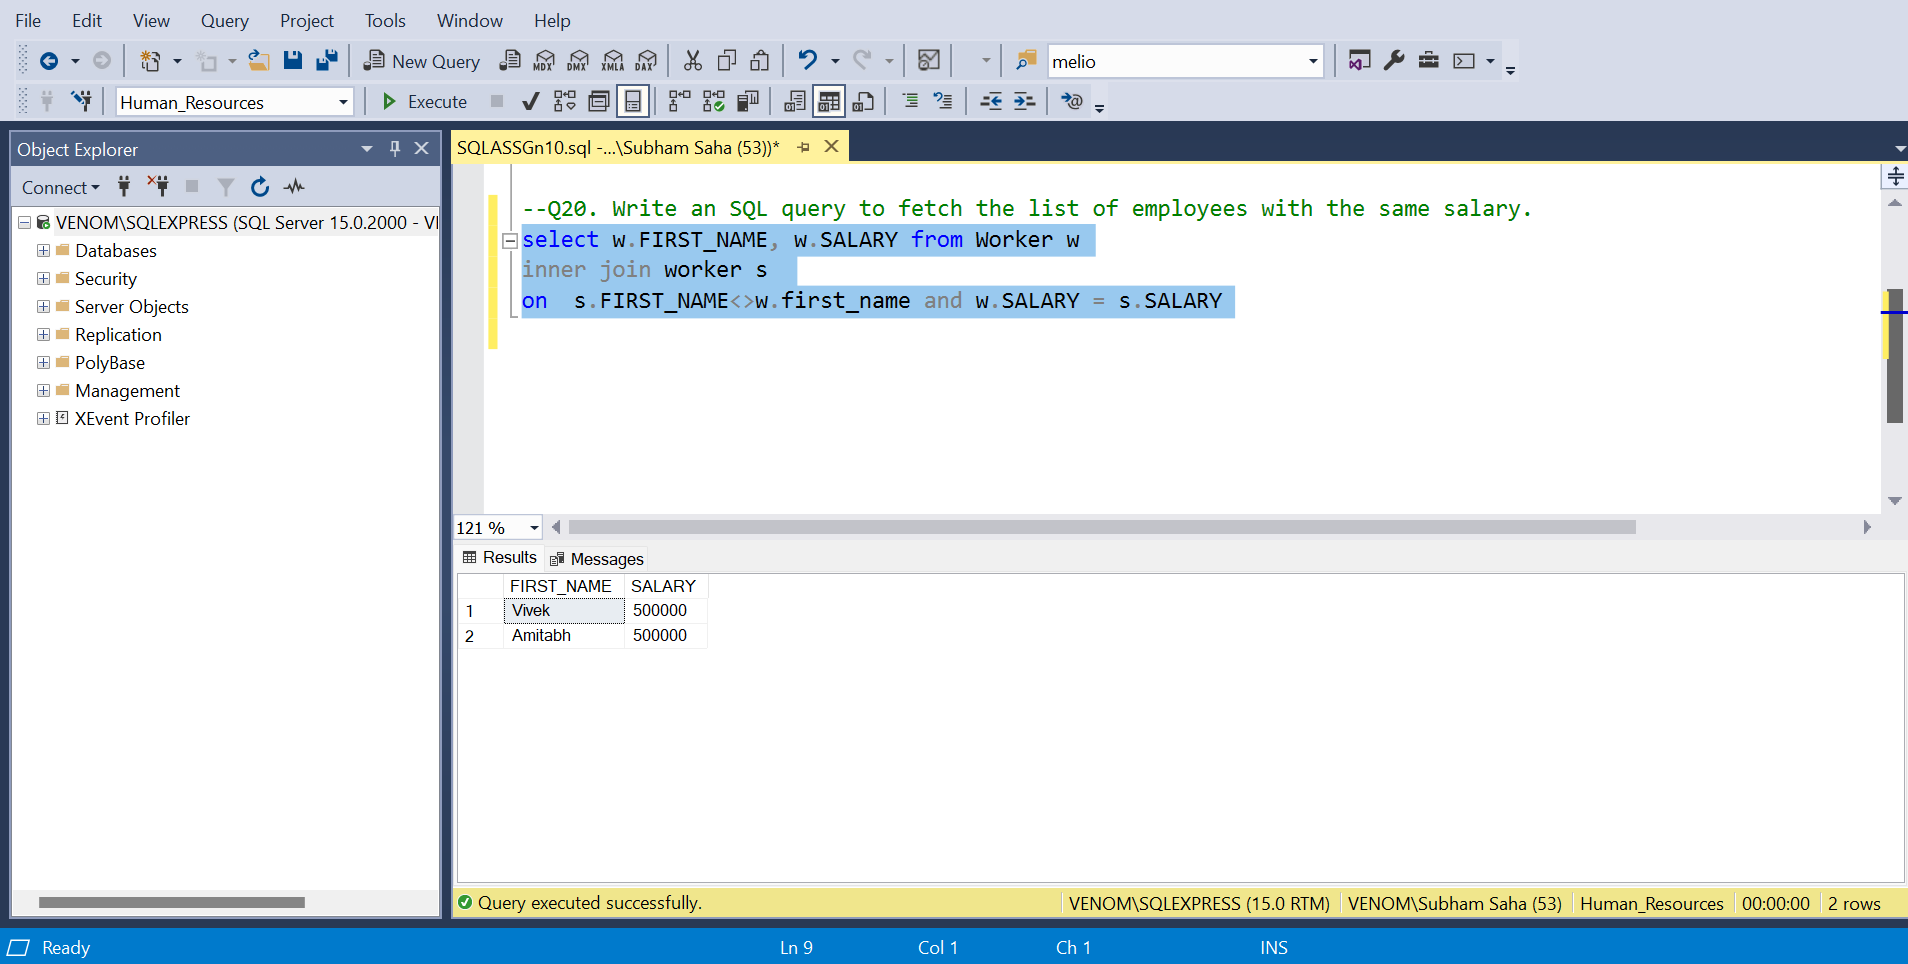 File Edit View Query Project Tools Window Help
New Query MDX DMX XMLA DAX melio
Human_Resources Execute
Object Explorer
Connect
VENOM\SQLEXPRESS (SQL Server 15.0.2000 - VI
Databases
Security
Server Objects
Replication
PolyBase
Management
XEvent Profiler
SQLASSGn10.sql -...\Subham Saha (53))*
--Q20. Write an SQL query to fetch the list of employees with the same salary.
select w.FIRST_NAME, w.SALARY from Worker w
inner join worker s
on s.FIRST_NAME<>w.first_name and w.SALARY = s.SALARY
121 %
Results Messages
FIRST_NAME SALARY
1 Vivek 500000
2 Amitabh 500000
Query executed successfully. VENOM\SQLEXPRESS (15.0 RTM) VENOM\Subham Saha (53) Human_Resources 00:00:00 2 rows
Ready Ln 9 Col 1 Ch 1 INS